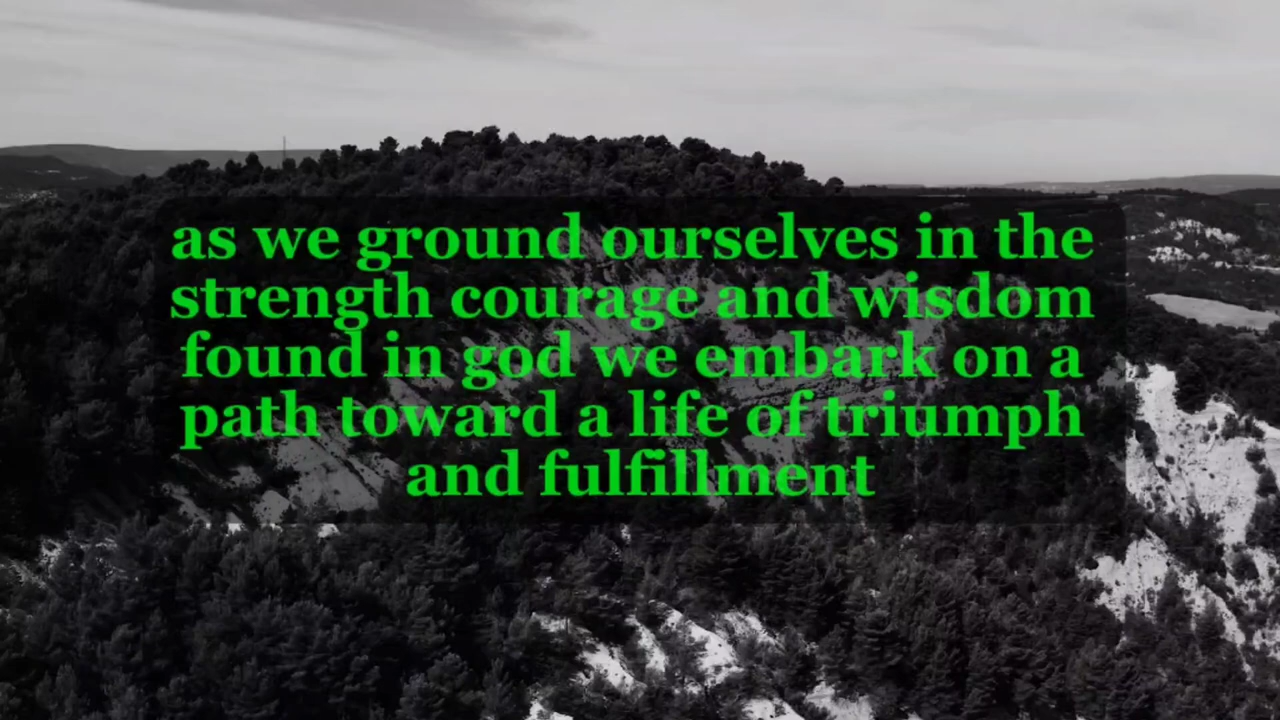 as we ground ourselves in the
strength courage and wisdom
found in god we embark on a
path toward a life of triumph
and fulfillment